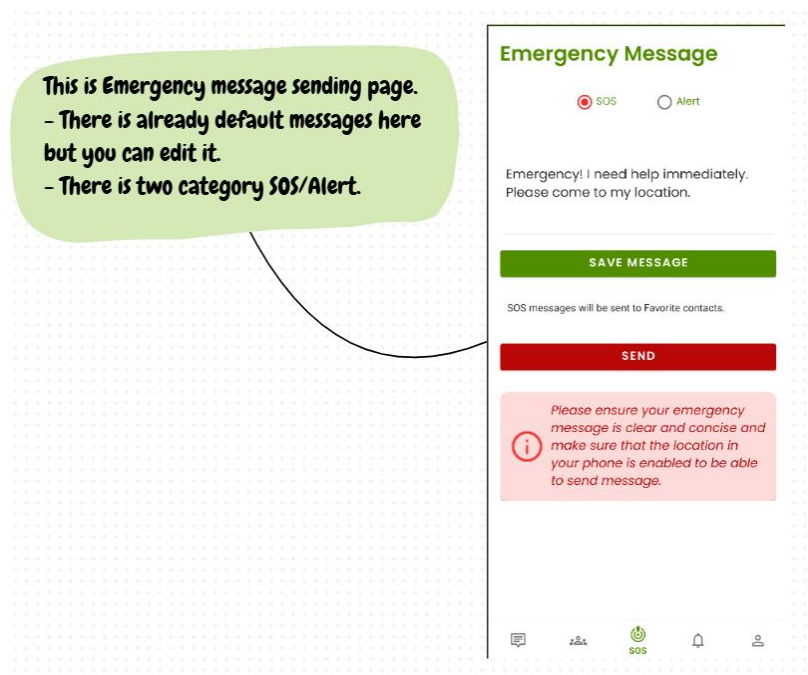 This is Emergency message sending page.
- There is already default messages here
but you can edit it.
- There is two category SOS/Alert.
Emergency Message
SOS
Alert
Emergency! I need help immediately.
Please come to my location.
SAVE MESSAGE
SOS messages will be sent to Favorite contacts.
SEND
Please ensure your emergency
message is clear and concise and
make sure that the location in
your phone is enabled to be able
to send message.
SOS